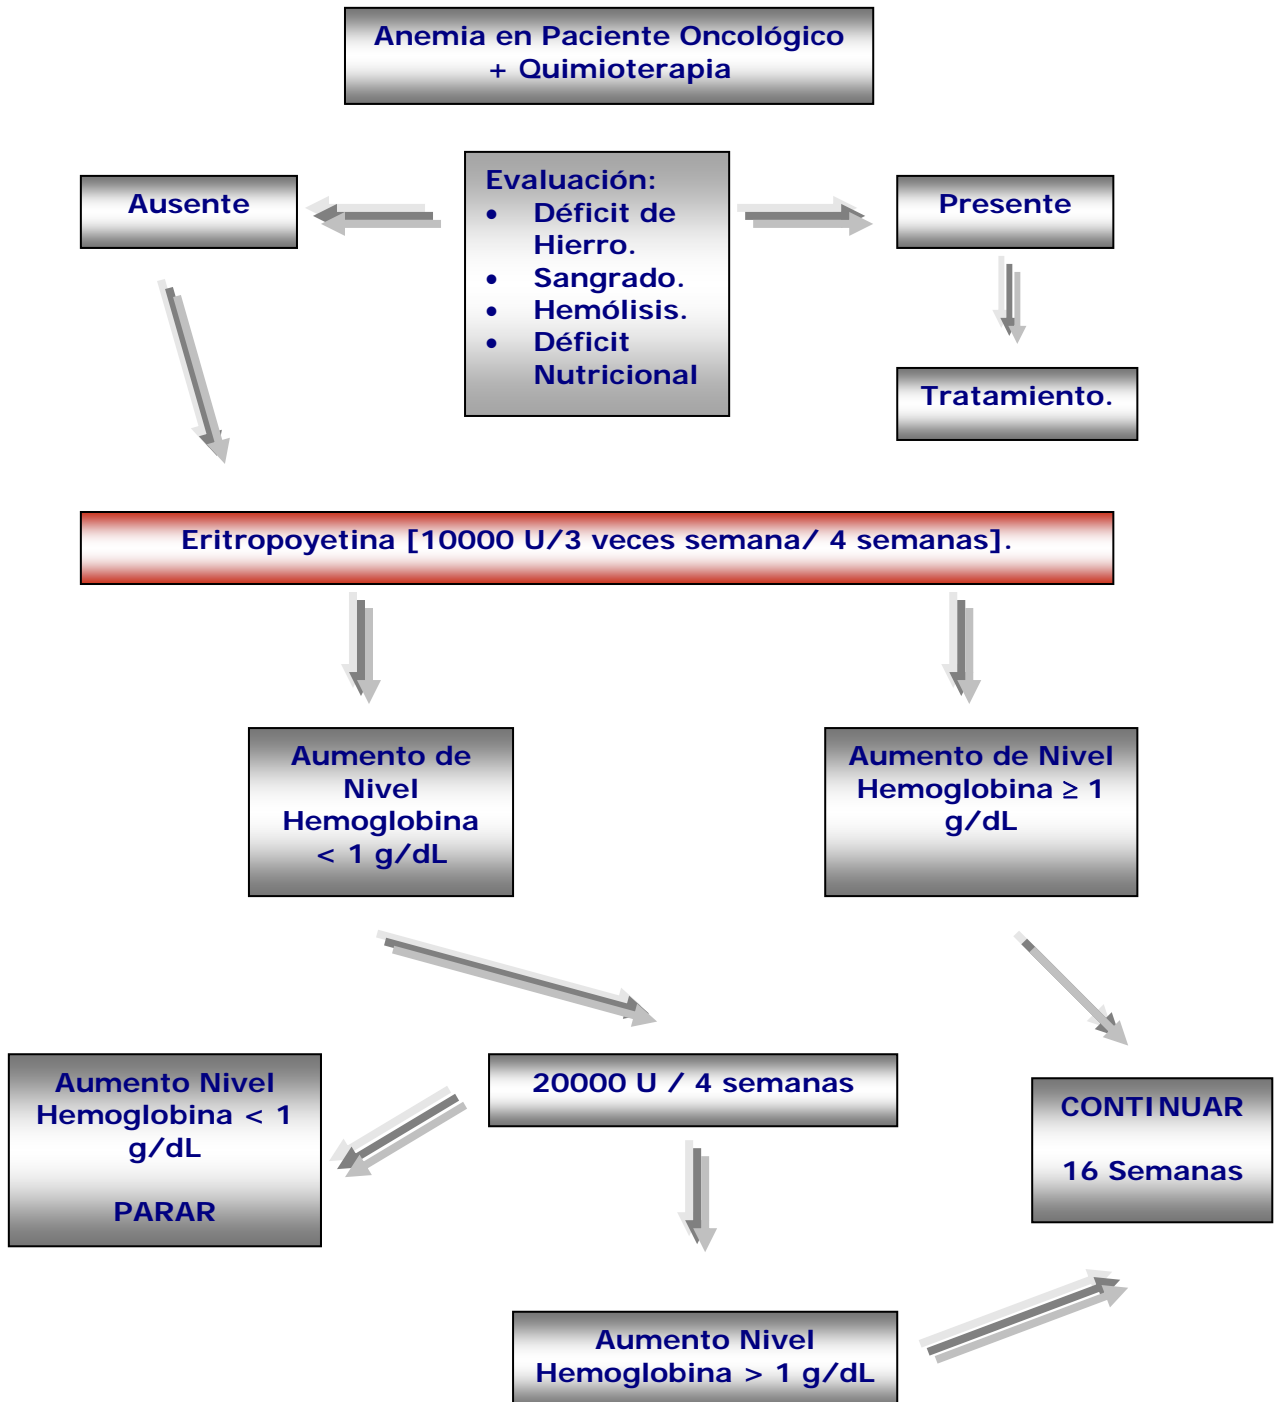 Anemia en Paciente Oncológico
+ Quimioterapia
Ausente
Evaluación:
• Déficit de
Hierro.
• Sangrado.
• Hemólisis.
• Déficit
Nutricional
Presente
Tratamiento.
Eritropoyetina [10000 U/3 veces semana/ 4 semanas].
Aumento de
Nivel
Hemoglobina
< 1 g/dL
Aumento de Nivel
Hemoglobina ≥ 1
g/dL
Aumento Nivel
Hemoglobina < 1
g/dL
PARAR
20000 U / 4 semanas
CONTINUAR
16 Semanas
Aumento Nivel
Hemoglobina > 1 g/dL